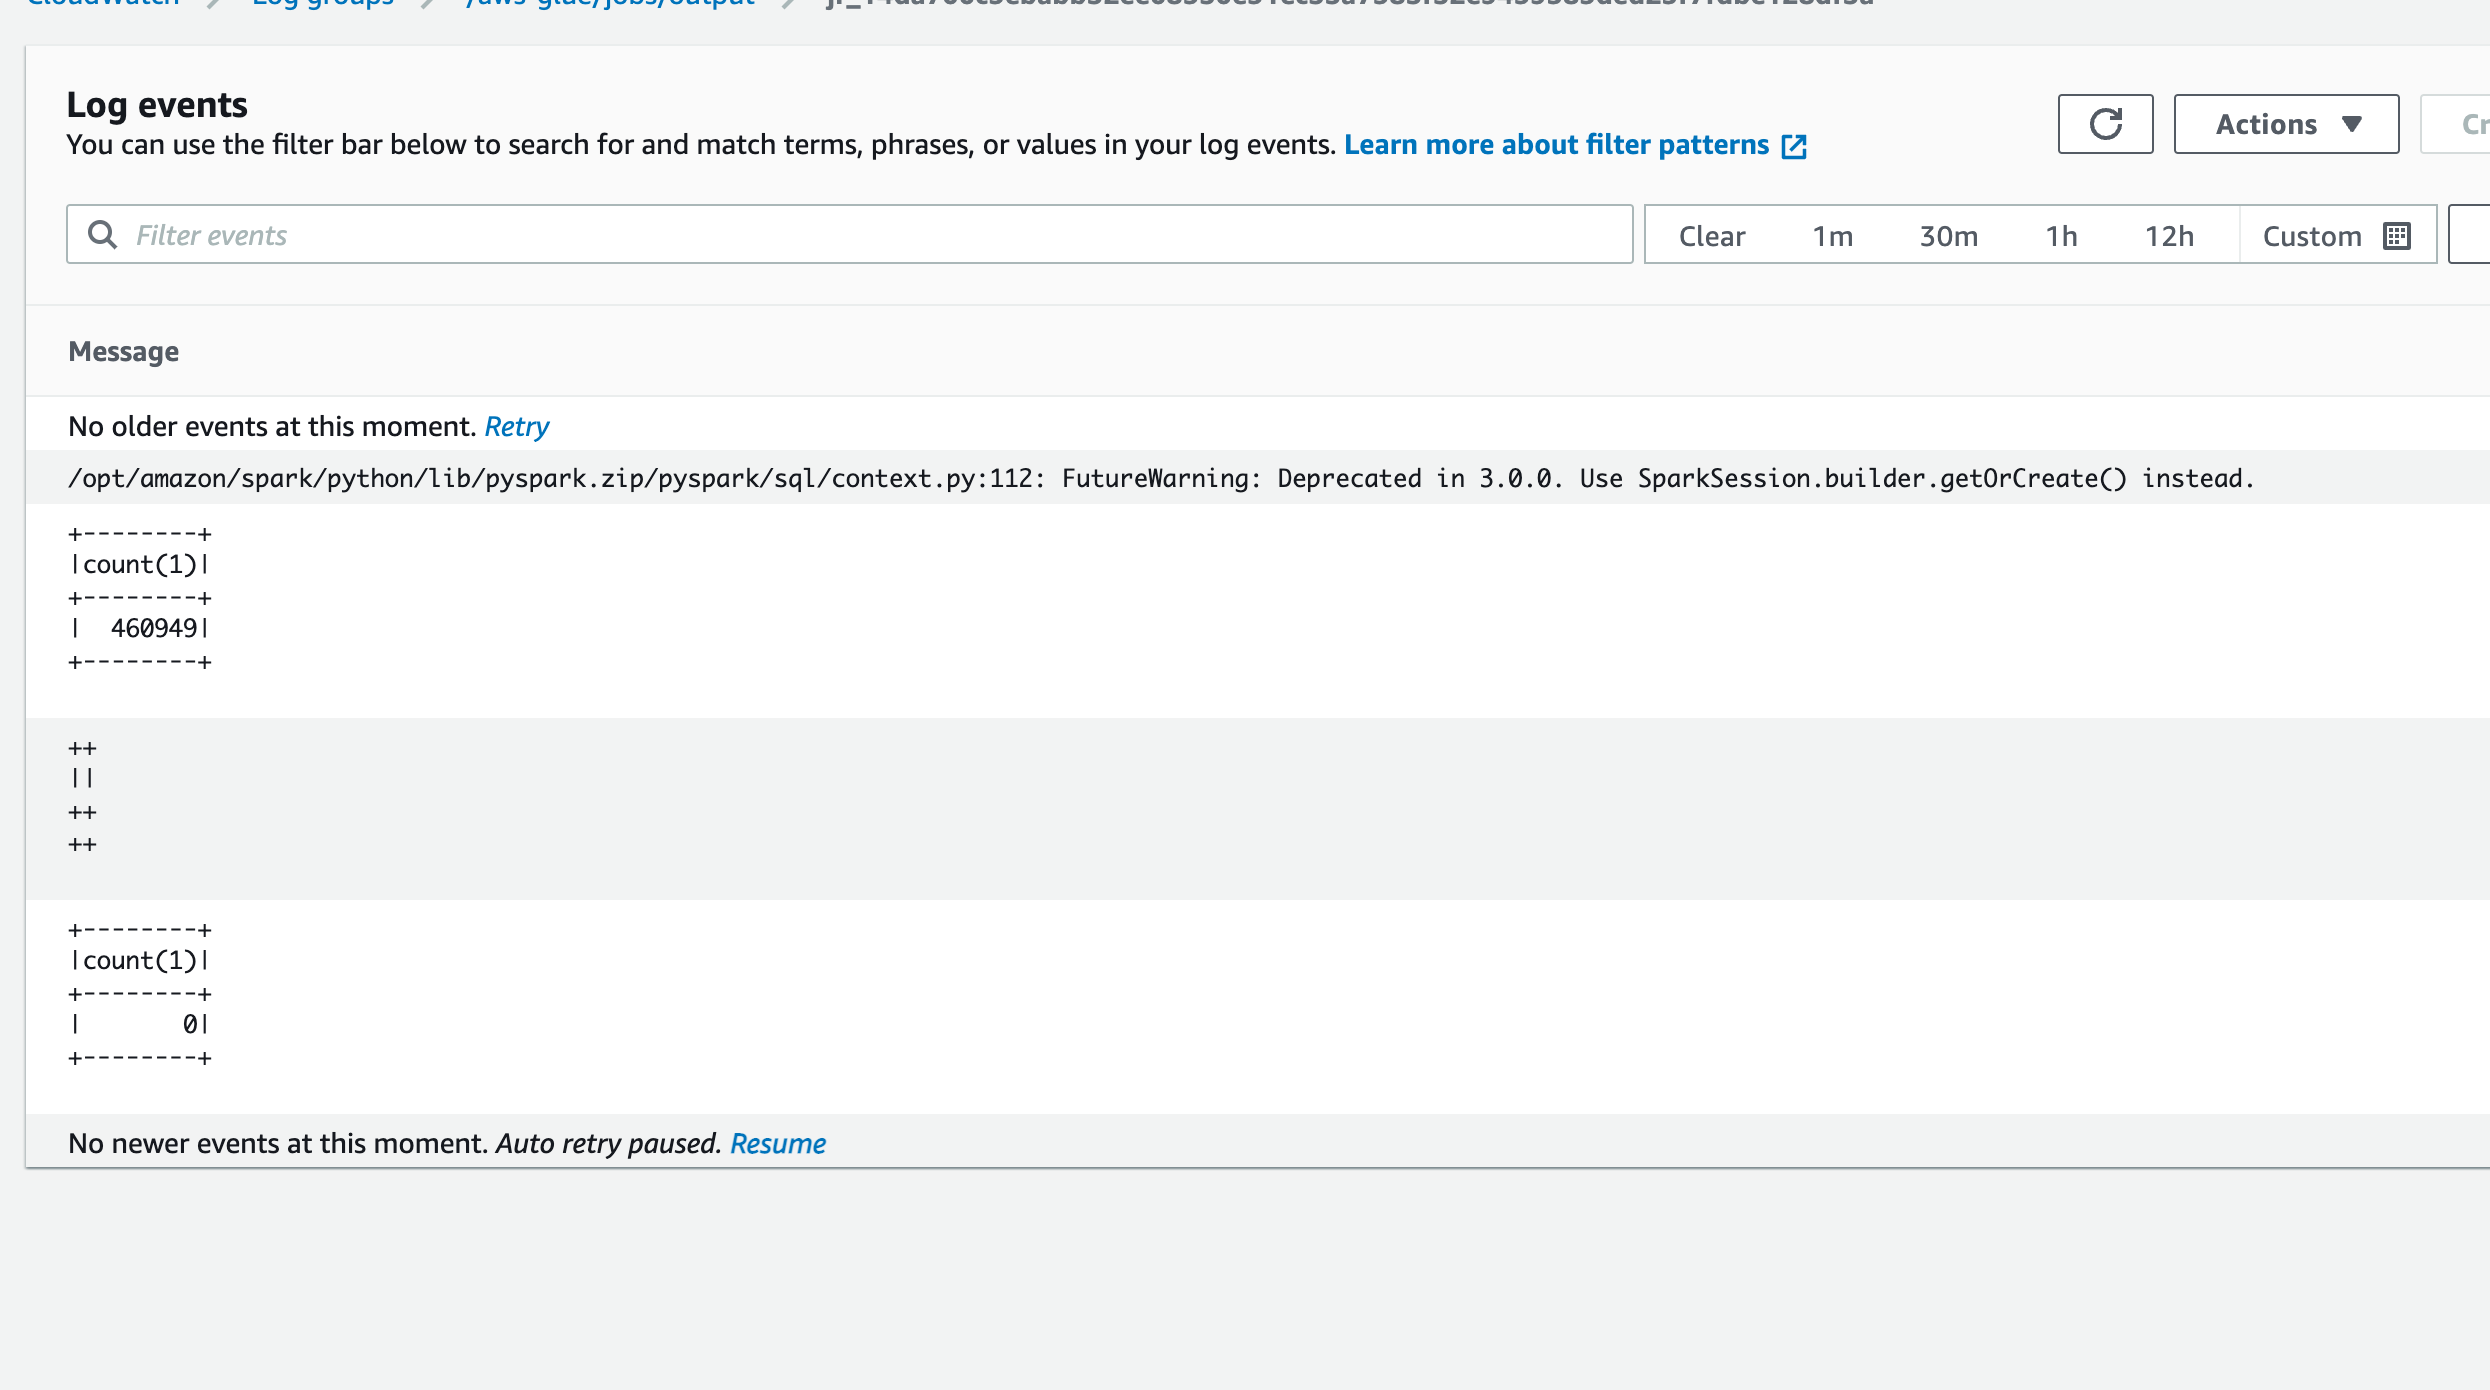 CloudWatch > Log groups > /aws-glue/jobs/output >
Log events
You can use the filter bar below to search for and match terms, phrases, or values in your log events. Learn more about filter patterns
Actions
Filter events
Clear 1m 30m 1h 12h Custom
Message
No older events at this moment. Retry
/opt/amazon/spark/python/lib/pyspark.zip/pyspark/sql/context.py:112: FutureWarning: Deprecated in 3.0.0. Use SparkSession.builder.getOrCreate() instead.
+--------+
|count(1)|
+--------+
|  460949|
+--------+
++
||
++
++
+--------+
|count(1)|
+--------+
|       0|
+--------+
No newer events at this moment. Auto retry paused. Resume